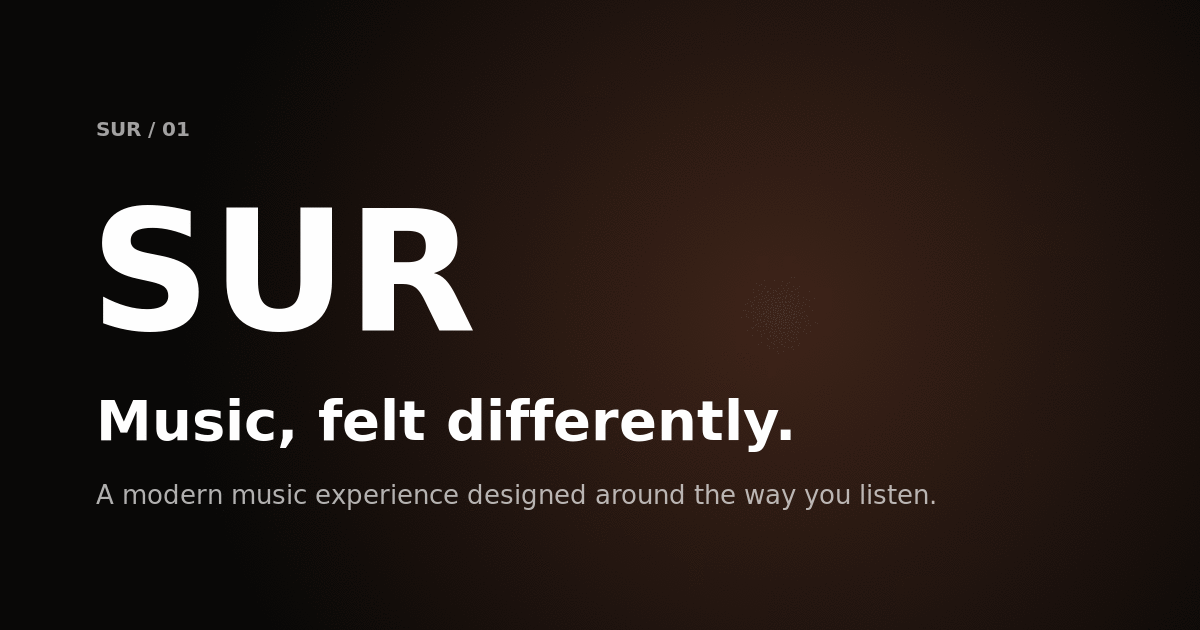 SUR / 01
SUR
Music, felt differently.
A modern music experience designed around the way you listen.